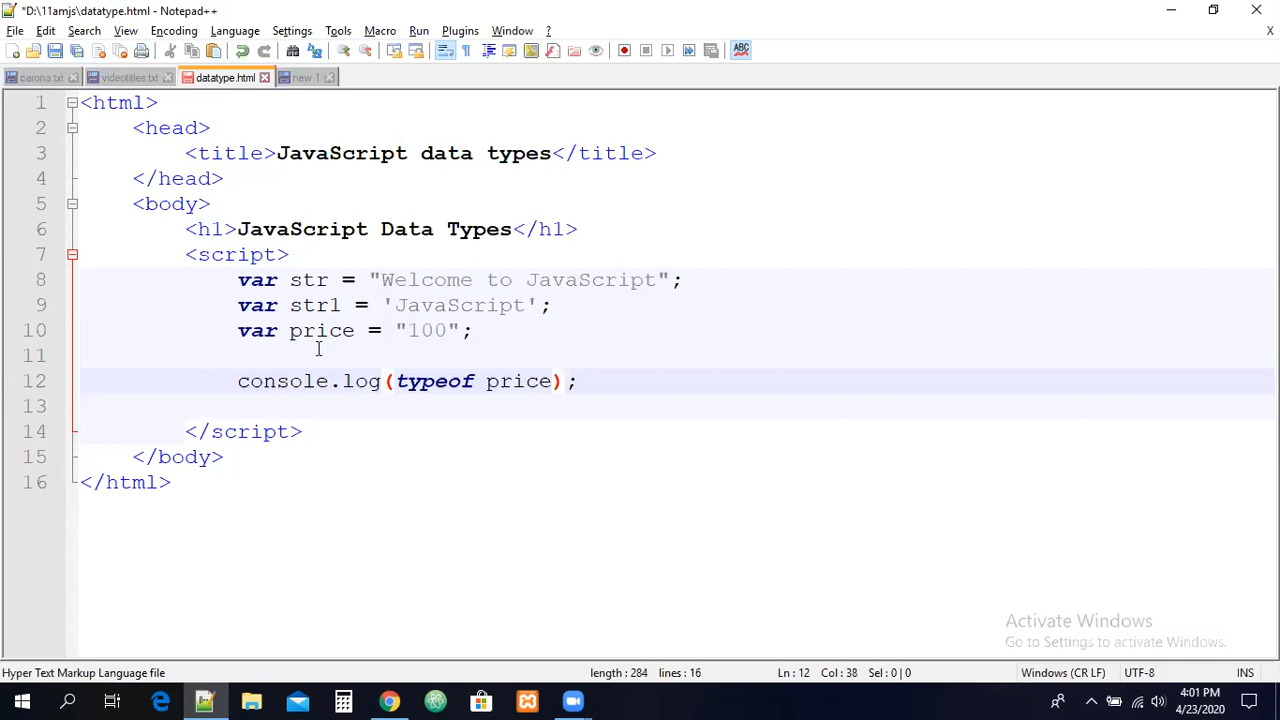 *D:\11amjs\datatype.html - Notepad++
File Edit Search View Encoding Language Settings Tools Macro Run Plugins Window ? X
ABC
carona.txt videntitles.txt datatype.html new 1
1 <html>
2 <head>
3 <title>JavaScript data types</title>
4 </head>
5 <body>
6 <h1>JavaScript Data Types</h1>
7 <script>
8 var str = "Welcome to JavaScript";
9 var str1 = 'JavaScript';
10 var price = "100";
11
12 console.log(typeof price);
13
14 </script>
15 </body>
16 </html>
Activate Windows
Go to Settings to activate Windows.
Hyper Text Markup Language file length : 284 lines : 16 Ln : 12 Col : 38 Sel : 0 | 0 Windows (CR LF) UTF-8 INS
4:01 PM
4/23/2020